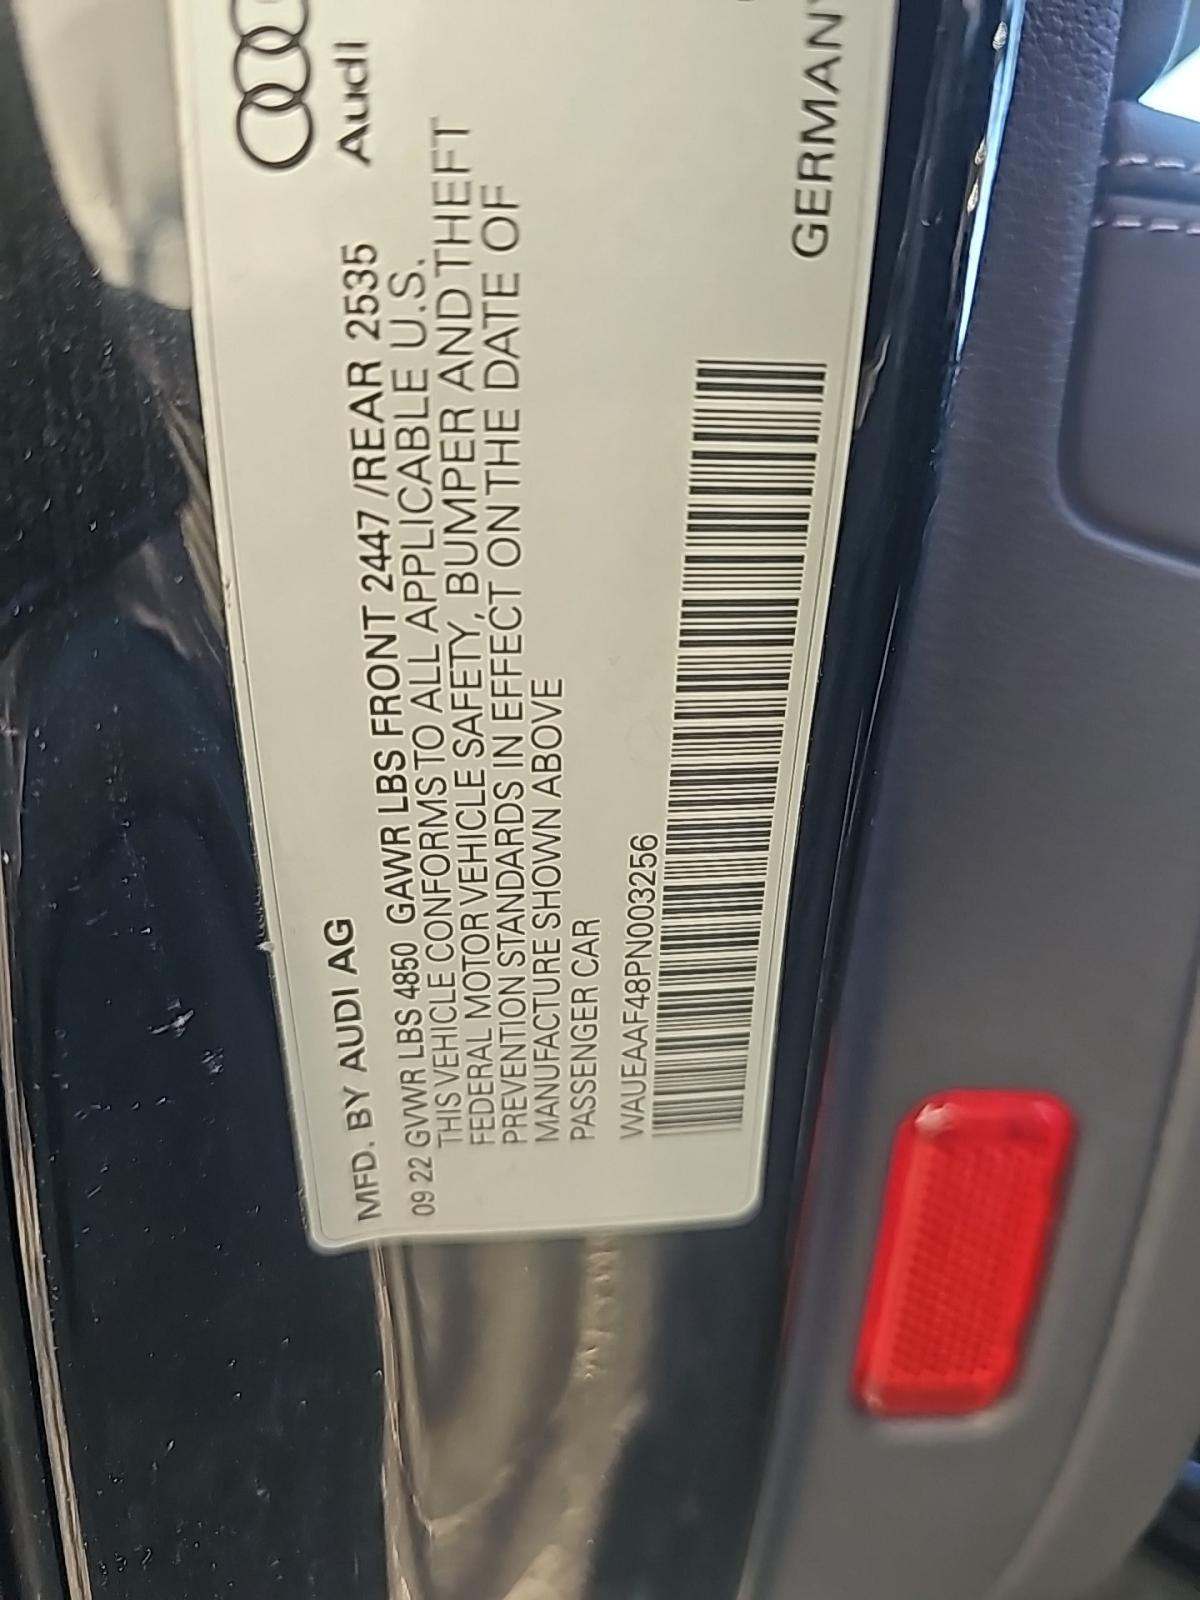 Audi
MFD. BY AUDI AG
09 22 GVWR LBS 4850 GAWR LBS FRONT 2447 /REAR 2535
THIS VEHICLE CONFORMS TO ALL APPLICABLE U.S.
FEDERAL MOTOR VEHICLE SAFETY, BUMPER AND THEFT
PREVENTION STANDARDS IN EFFECT ON THE DATE OF
MANUFACTURE SHOWN ABOVE
PASSENGER CAR
WAUEAAF48PN003256
GERMANY